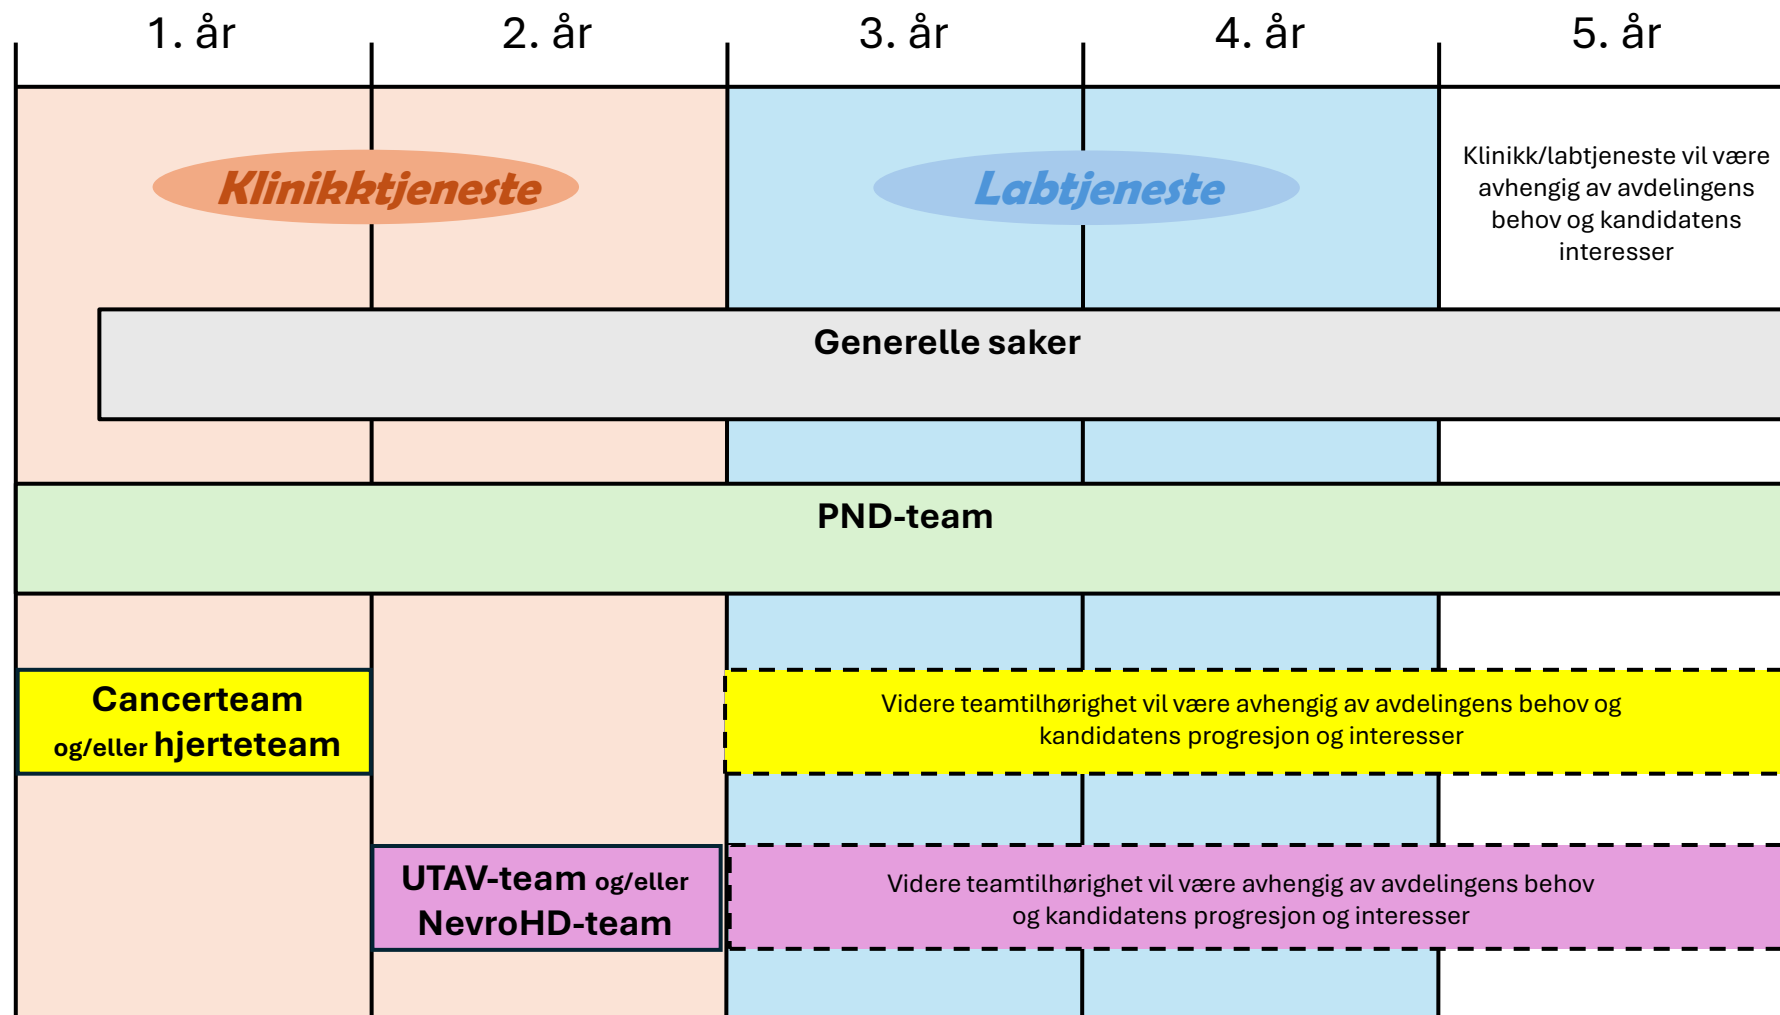 1. år
2. år
3. år
4. år
5. år
Klinikktjeneste
Labtjeneste
Klinikk/labtjeneste vil være
avhengig av avdelingens
behov og kandidatens
interesser
Generelle saker
PND-team
Cancerteam
og/eller hjerteteam
Videre teamtilhørighet vil være avhengig av avdelingens behov og
kandidatens progresjon og interesser
UTAV-team og/eller
NevroHD-team
Videre teamtilhørighet vil være avhengig av avdelingens behov
og kandidatens progresjon og interesser